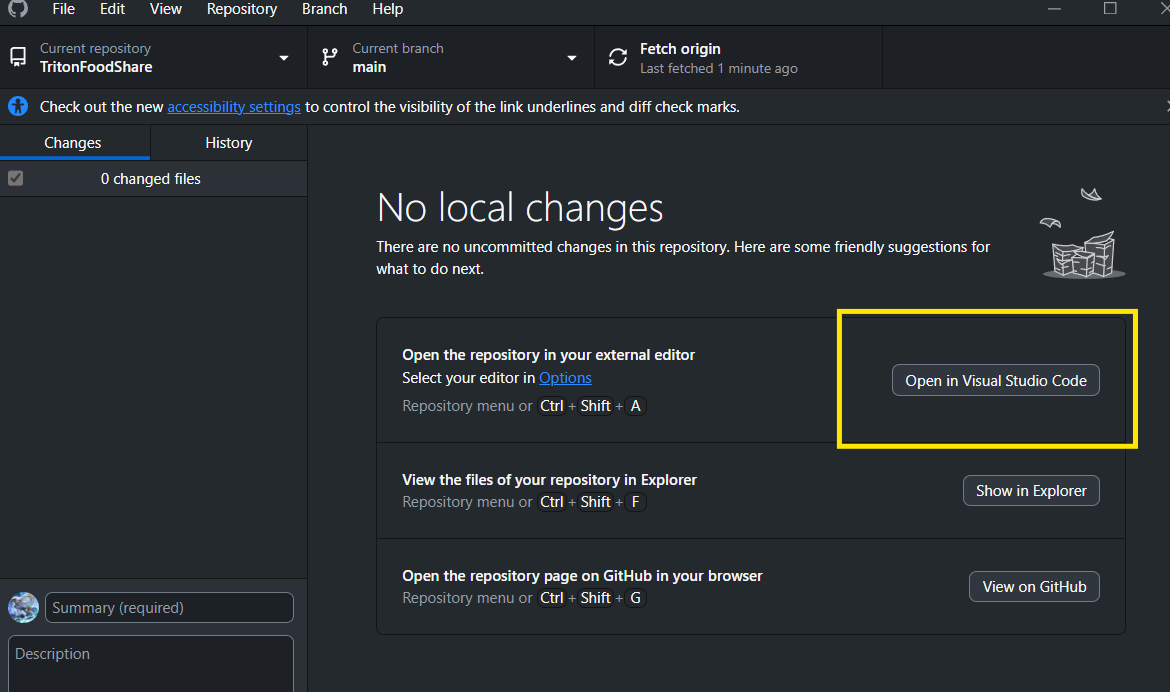 File Edit View Repository Branch Help
Current repository
TritonFoodShare
Current branch
main
Fetch origin
Last fetched 1 minute ago
Check out the new accessibility settings to control the visibility of the link underlines and diff check marks.
Changes
History
0 changed files
No local changes
There are no uncommitted changes in this repository. Here are some friendly suggestions for
what to do next.
Open the repository in your external editor
Select your editor in Options
Repository menu or Ctrl + Shift + A
Open in Visual Studio Code
View the files of your repository in Explorer
Repository menu or Ctrl + Shift + F
Show in Explorer
Open the repository page on GitHub in your browser
Repository menu or Ctrl + Shift + G
View on GitHub
Summary (required)
Description